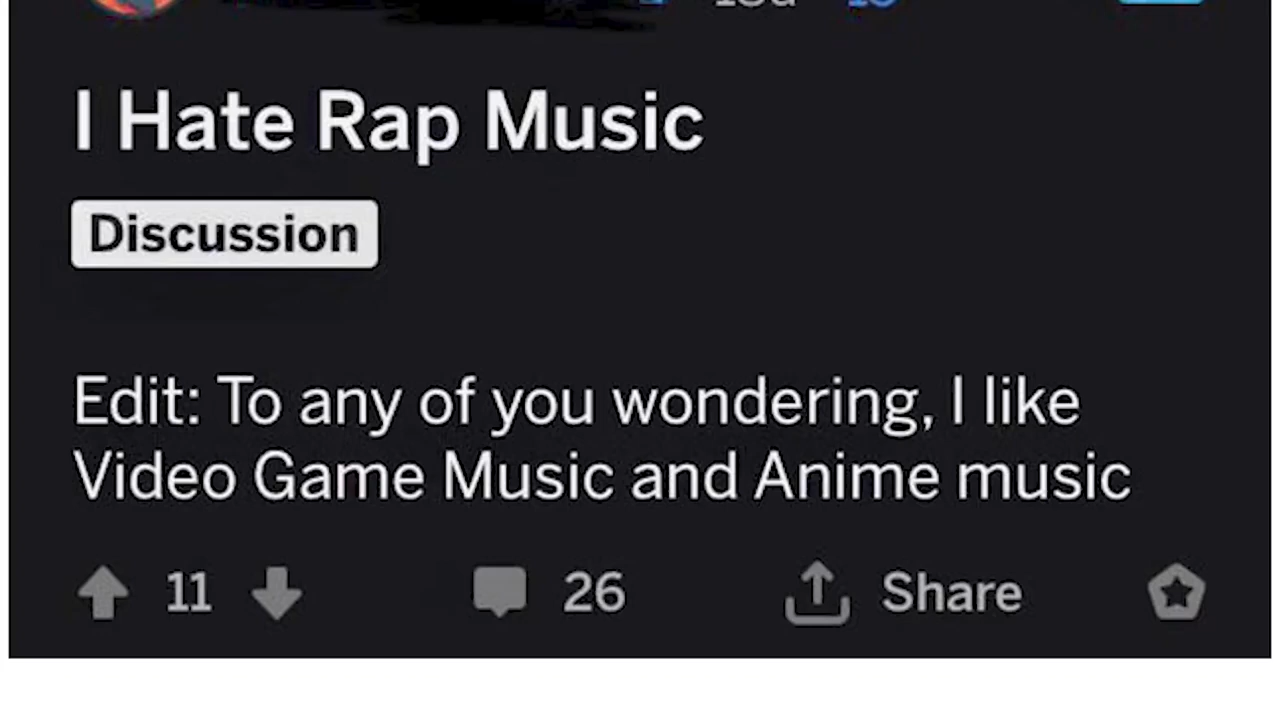 I Hate Rap Music
Discussion
Edit: To any of you wondering, I like
Video Game Music and Anime music
11 26 Share